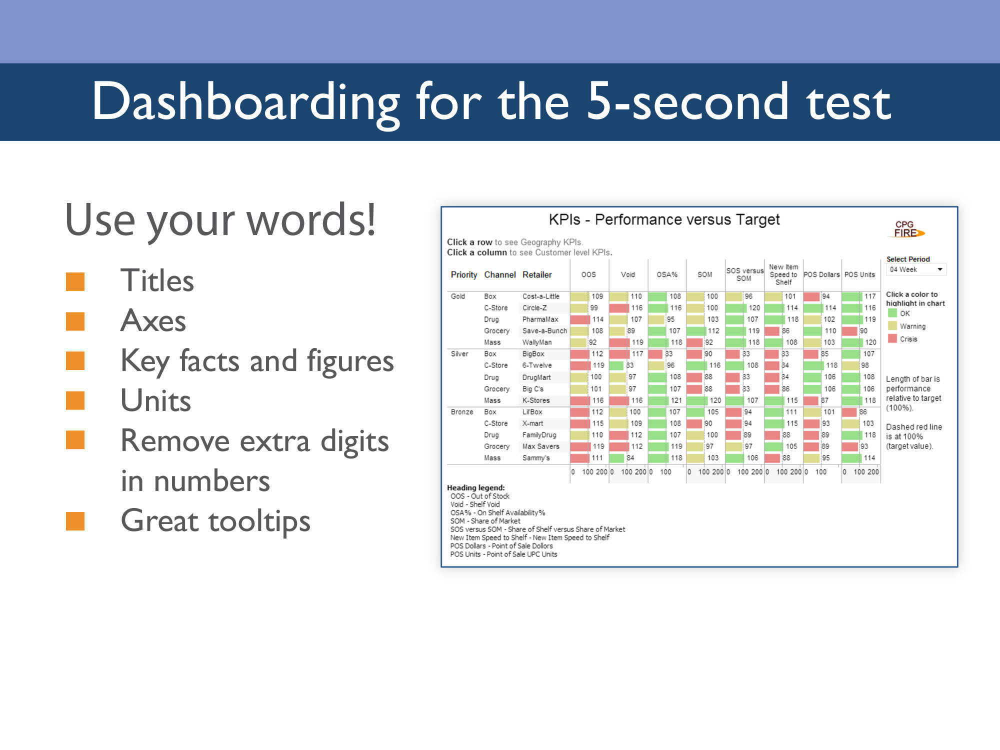 Dashboarding for the 5-second test
Use your words!
Titles
Axes
Key facts and figures
Units
Remove extra digits
in numbers
Great tooltips
KPIs - Performance versus Target
CPG
FIRE
Click a row to see Geography KPIs.
Click a column to see Customer level KPIs.
Select Period
04 Week
Priority Channel Retailer OOS Void OSA% SOM SOS versus SOM New Item Speed to Shelf POS Dollars POS Units
Gold Box Cost-a-Little 109 110 108 100 96 101 94 117
C-Store Circle-Z 99 116 116 100 120 114 114 116
Drug PharmaMax 114 107 95 103 107 118 102 119
Grocery Save-a-Bunch 108 89 107 112 119 86 110 90
Mass WallyMan 92 119 118 92 118 108 103 120
Silver Box BigBox 112 117 83 90 83 83 85 107
C-Store 6-Twelve 119 83 96 116 108 84 118 98
Drug DrugMart 100 97 108 88 83 84 106 108
Grocery Big C's 101 97 107 88 83 86 106 106
Mass K-Stores 116 116 121 120 107 115 87 118
Bronze Box Lil'Box 112 100 107 105 94 111 101 86
C-Store X-mart 115 109 108 90 94 115 93 103
Drug FamilyDrug 110 112 107 100 89 88 89 118
Grocery Max Savers 119 112 119 97 97 105 89 93
Mass Sammy's 111 84 118 103 106 88 95 114
0 100 200 0 100 200 0 100 0 100 200 0 100 200 0 100 200 0 100 0 100 200
Click a color to
highlight in chart
OK
Warning
Crisis
Length of bar is
performance
relative to target
(100%).
Dashed red line
is at 100%
(target value).
Heading legend:
OOS - Out of Stock
Void - Shelf Void
OSA% - On Shelf Availability%
SOM - Share of Market
SOS versus SOM - Share of Shelf versus Share of Market
New Item Speed to Shelf - New Item Speed to Shelf
POS Dollars - Point of Sale Dollors
POS Units - Point of Sale UPC Units